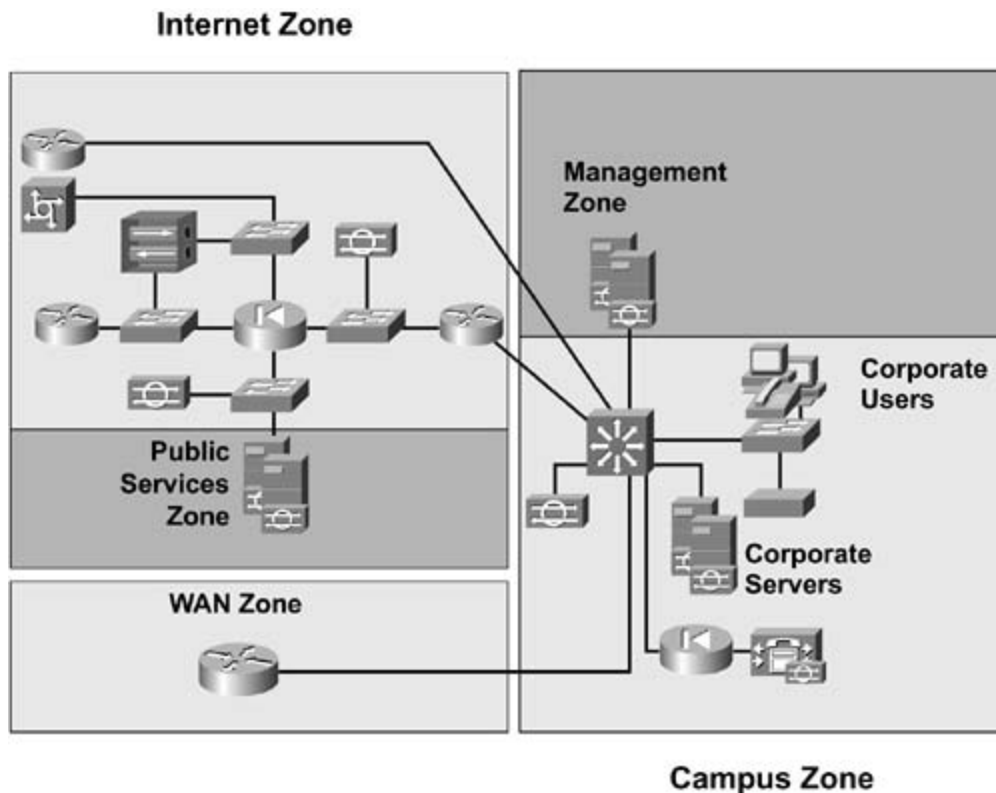 Internet Zone
Management
Zone
Corporate
Users
Public
Services
Zone
Corporate
Servers
WAN Zone
Campus Zone